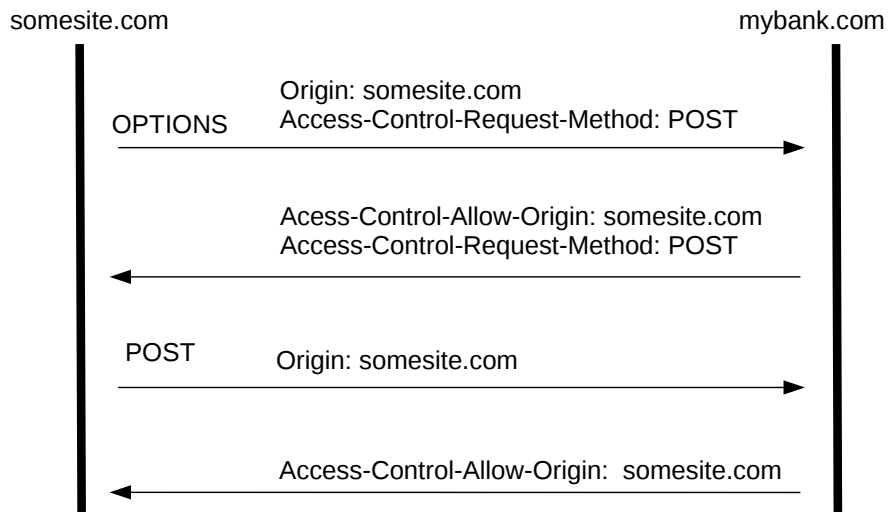 somesite.com
mybank.com
Origin: somesite.com
Access-Control-Request-Method: POST
OPTIONS
Acess-Control-Allow-Origin: somesite.com
Access-Control-Request-Method: POST
POST
Origin: somesite.com
Access-Control-Allow-Origin:  somesite.com